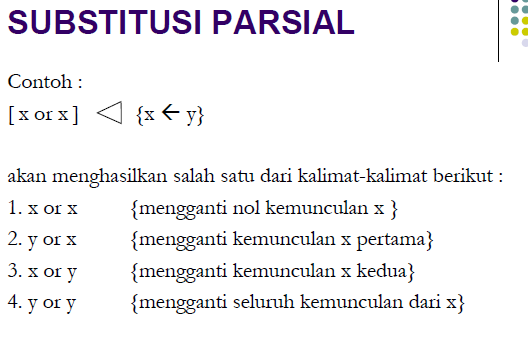 SUBSTITUSI PARSIAL
Contoh :
[ x or x ] ◁ {x ← y}
akan menghasilkan salah satu dari kalimat-kalimat berikut :
1. x or x {mengganti nol kemunculan x }
2. y or x {mengganti kemunculan x pertama}
3. x or y {mengganti kemunculan x kedua}
4. y or y {mengganti seluruh kemunculan dari x}